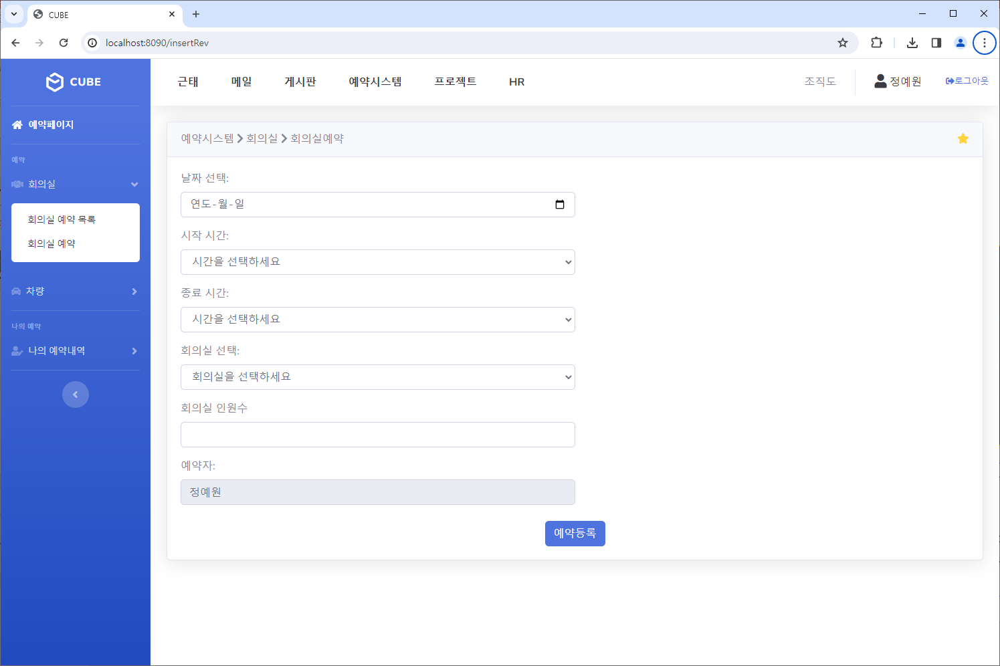 CUBE
localhost:8090/insertRev
CUBE
근태 메일 게시판 예약시스템 프로젝트 HR 조직도 정예원 로그아웃
예약페이지
예약
회의실
회의실 예약 목록
회의실 예약
차량
나의 예약
나의 예약내역
예약시스템 회의실 회의실예약
날짜 선택:
연도-월-일
시작 시간:
시간을 선택하세요
종료 시간:
시간을 선택하세요
회의실 선택:
회의실을 선택하세요
회의실 인원수
예약자:
정예원
예약등록